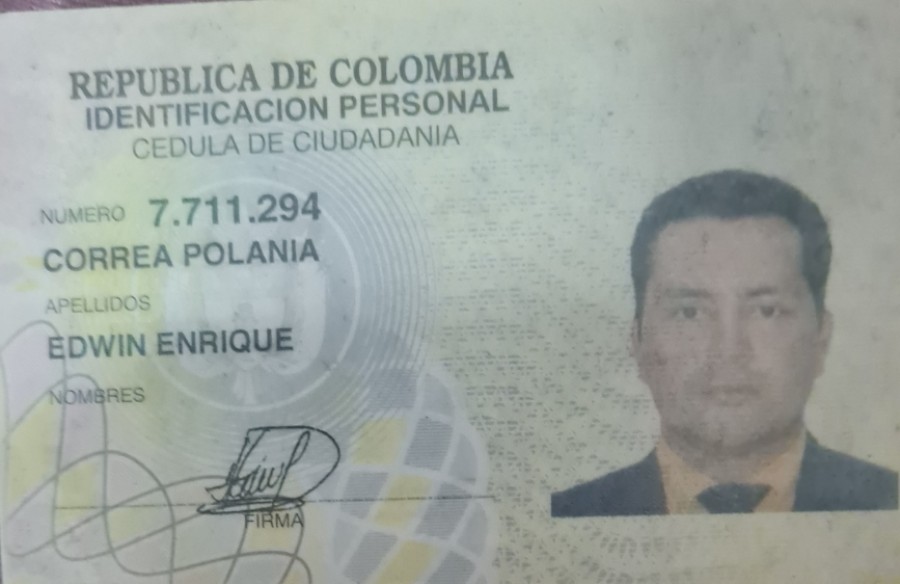 REPUBLICA DE COLOMBIA
IDENTIFICACION PERSONAL
CEDULA DE CIUDADANIA
NUMERO 7.711.294
CORREA POLANIA
APELLIDOS
EDWIN ENRIQUE
NOMBRES
FIRMA